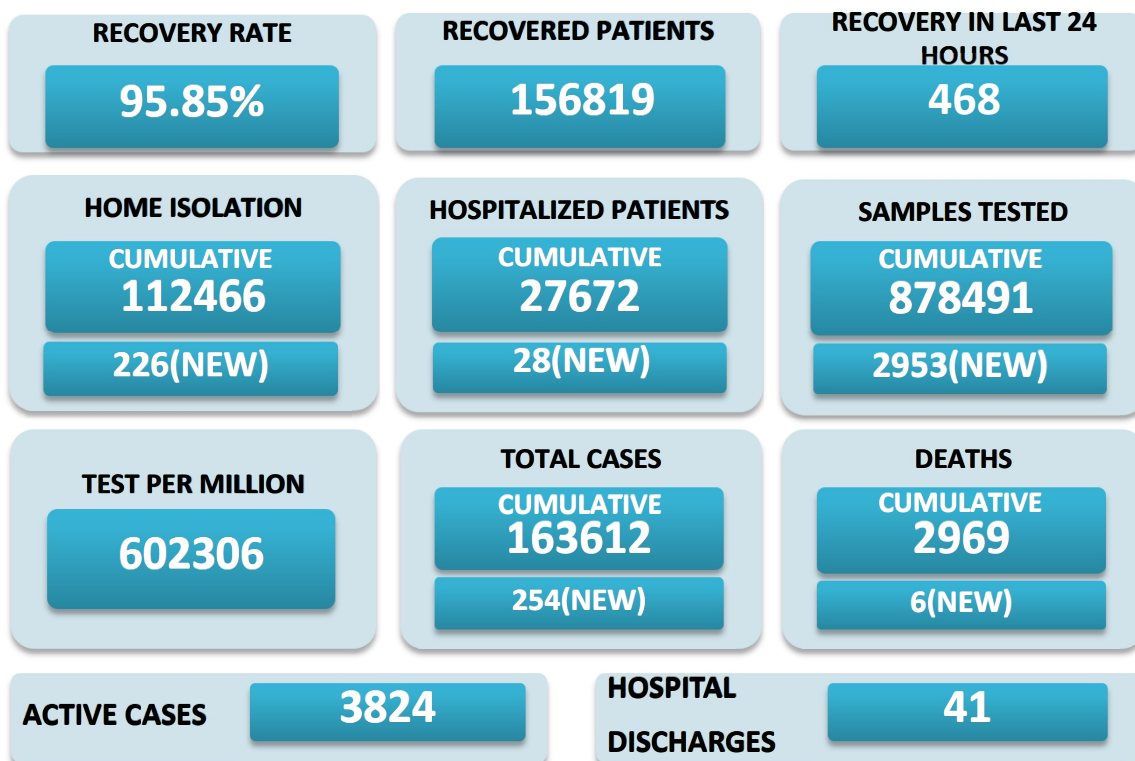 RECOVERY RATE
95.85%
RECOVERED PATIENTS
156819
RECOVERY IN LAST 24
HOURS
468
HOME ISOLATION
CUMULATIVE
112466
226(NEW)
HOSPITALIZED PATIENTS
CUMULATIVE
27672
28(NEW)
SAMPLES TESTED
CUMULATIVE
878491
2953(NEW)
TEST PER MILLION
602306
TOTAL CASES
CUMULATIVE
163612
254(NEW)
DEATHS
CUMULATIVE
2969
6(NEW)
ACTIVE CASES
3824
HOSPITAL
DISCHARGES
41